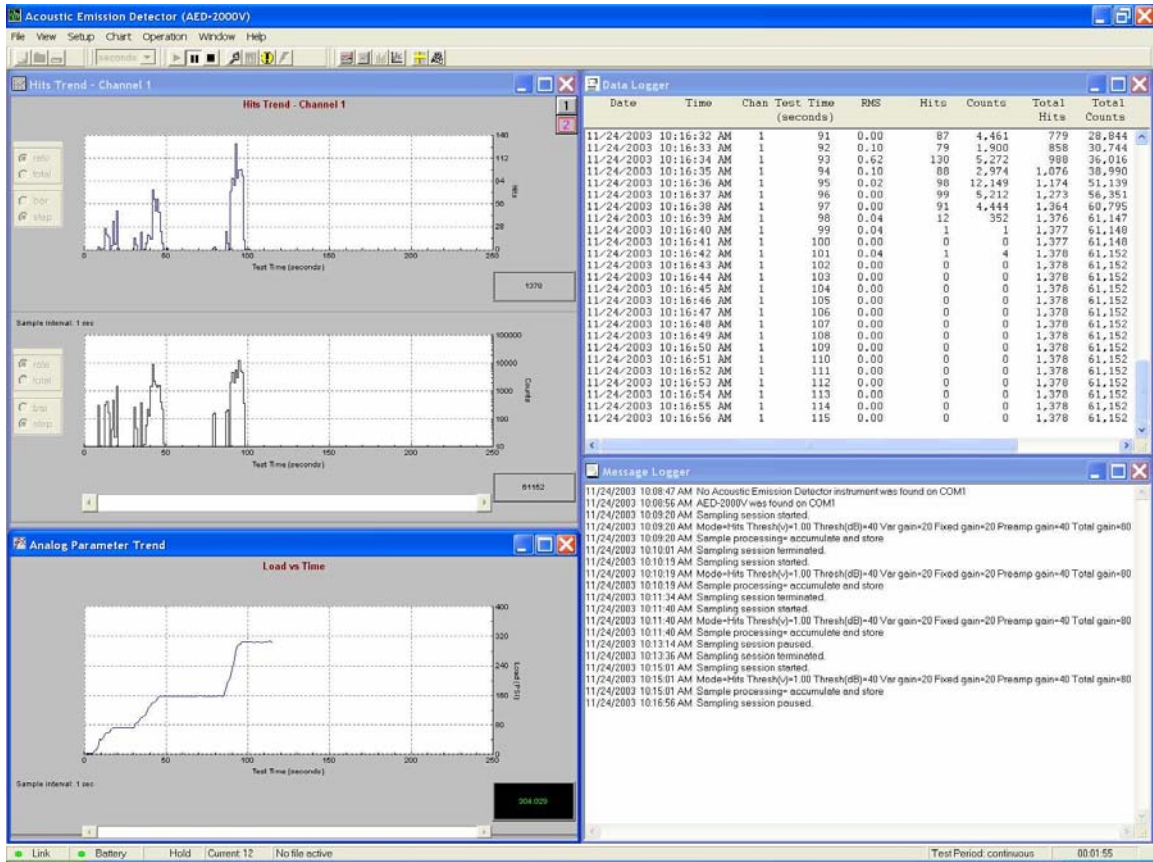 Acoustic Emission Detector (AED-2000V)
File View Setup Chart Operation Window Help
seconds
Hits Trend - Channel 1
Hits Trend - Channel 1
1
2
rate
total
bar
step
140
112
84
56
28
0
Hits
0 50 100 150 200 250
Test Time (seconds)
1378
Sample interval: 1 sec
rate
total
bar
step
100000
10000
1000
100
10
Counts
0 50 100 150 200 250
Test Time (seconds)
61152
Analog Parameter Trend
Load vs Time
400
320
240
160
80
0
Load (PSI)
0 50 100 150 200 250
Test Time (seconds)
Sample interval: 1 sec
304.029
Data Logger
Date Time Chan Test Time RMS Hits Counts Total Total
(seconds) Hits Counts
11/24/2003 10:16:32 AM 1 91 0.00 87 4,461 779 28,844
11/24/2003 10:16:33 AM 1 92 0.10 79 1,900 858 30,744
11/24/2003 10:16:34 AM 1 93 0.62 130 5,272 988 36,016
11/24/2003 10:16:35 AM 1 94 0.10 88 2,974 1,076 38,990
11/24/2003 10:16:36 AM 1 95 0.02 98 12,149 1,174 51,139
11/24/2003 10:16:37 AM 1 96 0.00 99 5,212 1,273 56,351
11/24/2003 10:16:38 AM 1 97 0.00 91 4,444 1,364 60,795
11/24/2003 10:16:39 AM 1 98 0.04 12 352 1,376 61,147
11/24/2003 10:16:40 AM 1 99 0.04 1 1 1,377 61,148
11/24/2003 10:16:41 AM 1 100 0.00 0 0 1,377 61,148
11/24/2003 10:16:42 AM 1 101 0.04 1 4 1,378 61,152
11/24/2003 10:16:43 AM 1 102 0.00 0 0 1,378 61,152
11/24/2003 10:16:44 AM 1 103 0.00 0 0 1,378 61,152
11/24/2003 10:16:45 AM 1 104 0.00 0 0 1,378 61,152
11/24/2003 10:16:46 AM 1 105 0.00 0 0 1,378 61,152
11/24/2003 10:16:47 AM 1 106 0.00 0 0 1,378 61,152
11/24/2003 10:16:48 AM 1 107 0.00 0 0 1,378 61,152
11/24/2003 10:16:49 AM 1 108 0.00 0 0 1,378 61,152
11/24/2003 10:16:50 AM 1 109 0.00 0 0 1,378 61,152
11/24/2003 10:16:51 AM 1 110 0.00 0 0 1,378 61,152
11/24/2003 10:16:52 AM 1 111 0.00 0 0 1,378 61,152
11/24/2003 10:16:53 AM 1 112 0.00 0 0 1,378 61,152
11/24/2003 10:16:54 AM 1 113 0.00 0 0 1,378 61,152
11/24/2003 10:16:55 AM 1 114 0.00 0 0 1,378 61,152
11/24/2003 10:16:56 AM 1 115 0.00 0 0 1,378 61,152
Message Logger
11/24/2003 10:08:47 AM No Acoustic Emission Detector instrument was found on COM1
11/24/2003 10:08:56 AM AED-2000V was found on COM1
11/24/2003 10:09:20 AM Sampling session started.
11/24/2003 10:09:20 AM Mode=Hits Thresh(v)=1.00 Thresh(dB)=40 Var gain=20 Fixed gain=20 Preamp gain=40 Total gain=80
11/24/2003 10:09:20 AM Sample processing= accumulate and store
11/24/2003 10:10:01 AM Sampling session terminated.
11/24/2003 10:10:19 AM Sampling session started.
11/24/2003 10:10:19 AM Mode=Hits Thresh(v)=1.00 Thresh(dB)=40 Var gain=20 Fixed gain=20 Preamp gain=40 Total gain=80
11/24/2003 10:10:19 AM Sample processing= accumulate and store
11/24/2003 10:11:34 AM Sampling session terminated.
11/24/2003 10:11:40 AM Sampling session started.
11/24/2003 10:11:40 AM Mode=Hits Thresh(v)=1.00 Thresh(dB)=40 Var gain=20 Fixed gain=20 Preamp gain=40 Total gain=80
11/24/2003 10:11:40 AM Sample processing= accumulate and store
11/24/2003 10:13:14 AM Sampling session paused.
11/24/2003 10:13:36 AM Sampling session terminated.
11/24/2003 10:15:01 AM Sampling session started.
11/24/2003 10:15:01 AM Mode=Hits Thresh(v)=1.00 Thresh(dB)=40 Var gain=20 Fixed gain=20 Preamp gain=40 Total gain=80
11/24/2003 10:15:01 AM Sample processing= accumulate and store
11/24/2003 10:16:56 AM Sampling session paused.
Link Battery Hold Current: 12 No file active Test Period: continuous 00:01:55